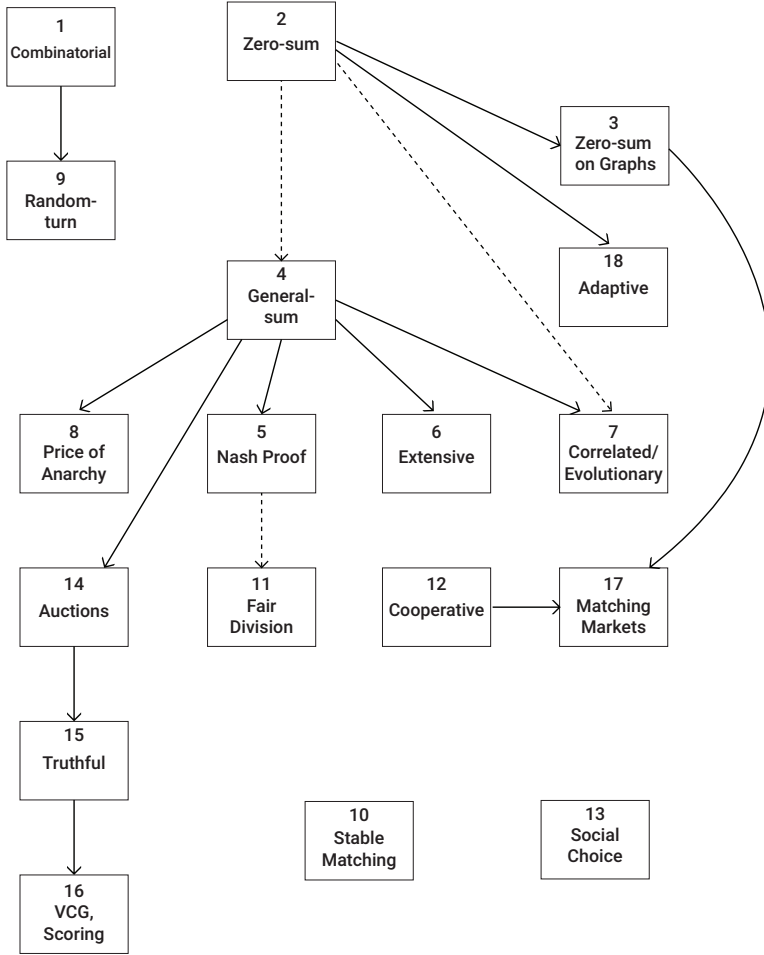 1
Combinatorial
2
Zero-sum
3
Zero-sum
on Graphs
9
Random-
turn
18
Adaptive
4
General-
sum
8
Price of
Anarchy
5
Nash Proof
6
Extensive
7
Correlated/
Evolutionary
14
Auctions
11
Fair
Division
12
Cooperative
17
Matching
Markets
15
Truthful
10
Stable
Matching
13
Social
Choice
16
VCG,
Scoring